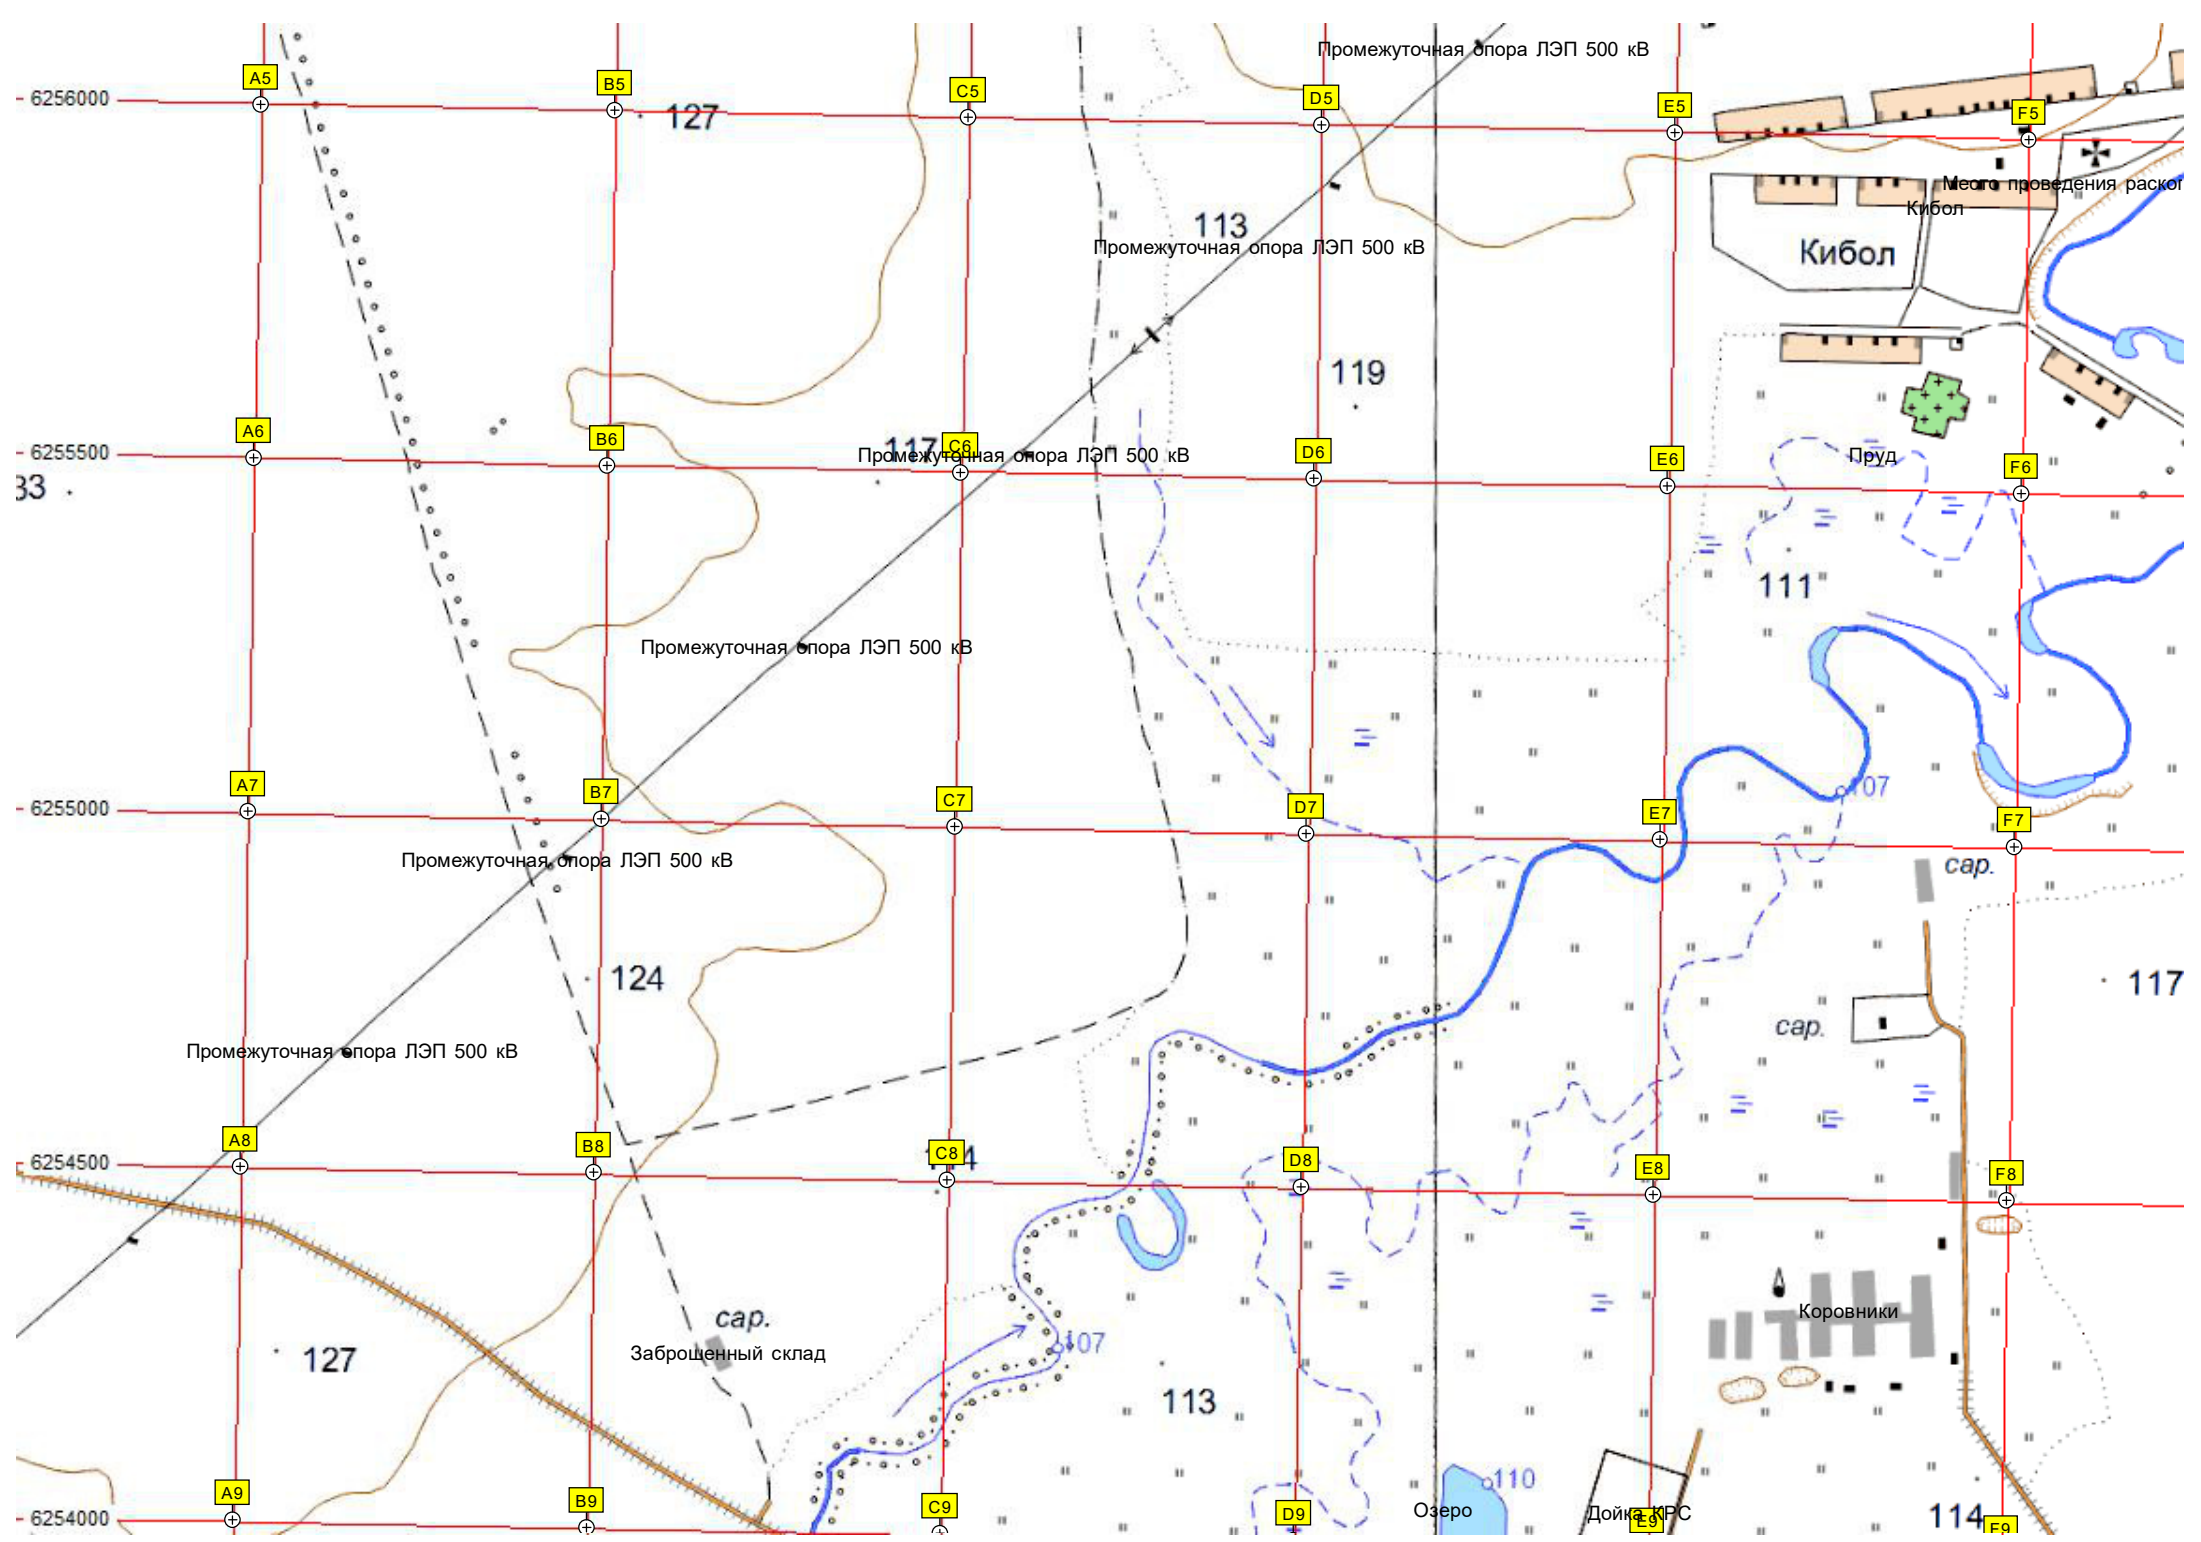 Промежуточная опора ЛЭП 500 кВ
A5
B5
C5
D5
E5
F5
6256000
127
Место проведения раског
Кибол
113
Промежуточная опора ЛЭП 500 кВ
Кибол
119
A6
B6
117
C6
D6
E6
F6
6255500
Промежуточная опора ЛЭП 500 кВ
Пруд
33
111
Промежуточная опора ЛЭП 500 кВ
A7
B7
C7
D7
E7
F7
107
6255000
Промежуточная опора ЛЭП 500 кВ
сар.
124
117
сар.
Промежуточная опора ЛЭП 500 кВ
A8
B8
C8
D8
E8
F8
6254500
сар.
Коровники
107
127
Заброшенный склад
113
A9
B9
C9
D9
E9
F9
110
6254000
Озеро
Дойка КРС
114